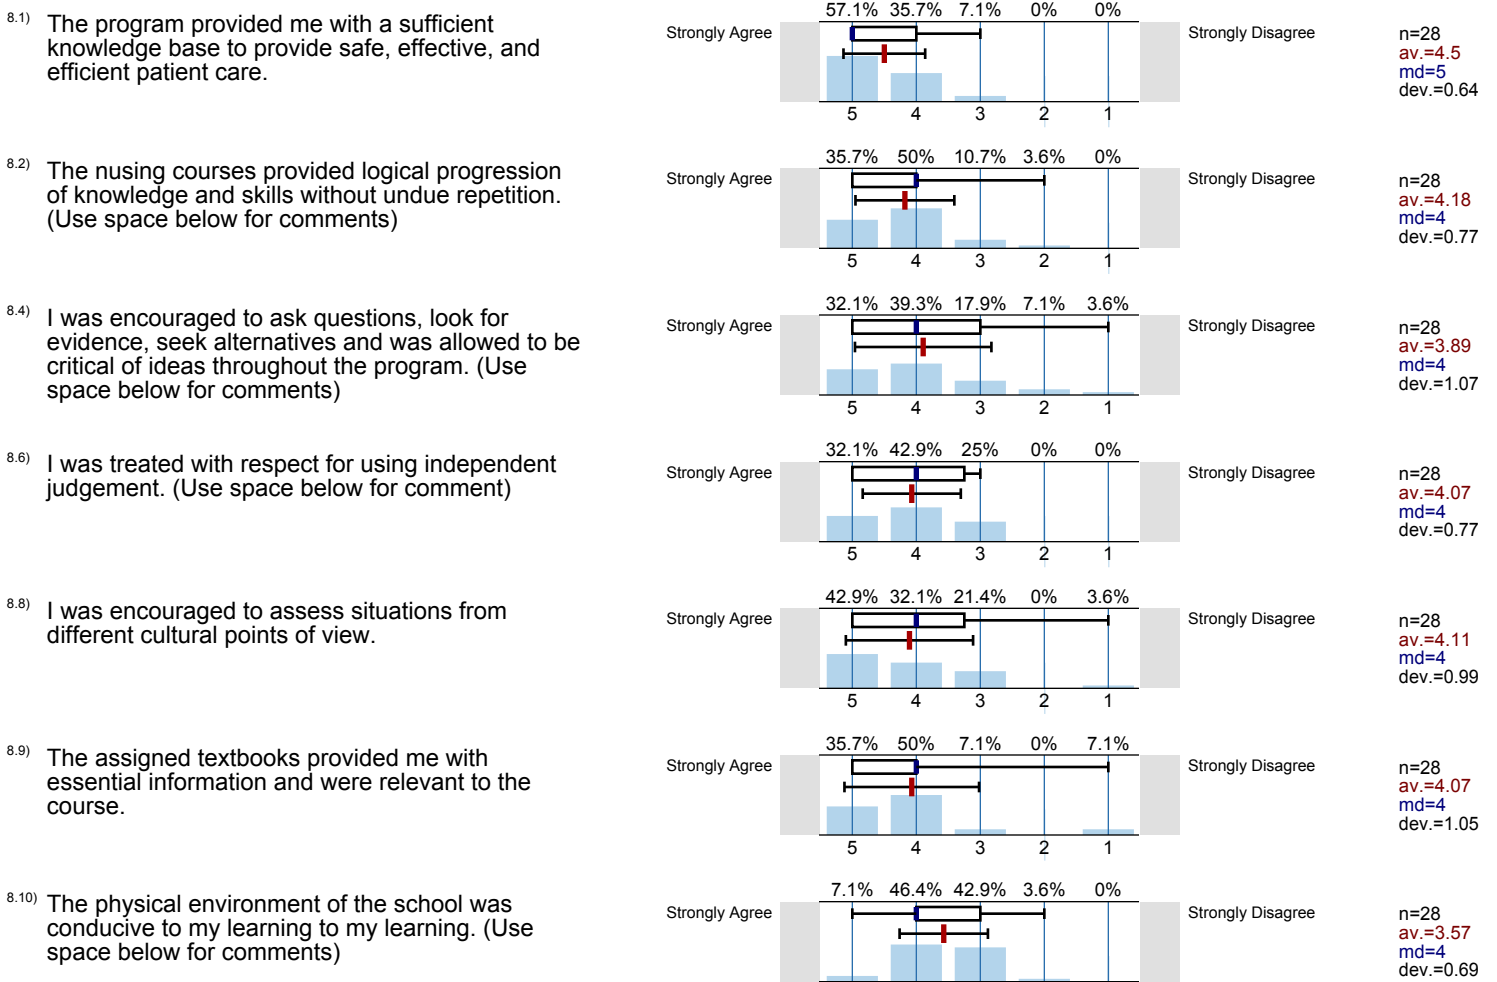 8.1) The program provided me with a sufficient
knowledge base to provide safe, effective, and
efficient patient care.
57.1% 35.7% 7.1% 0% 0%
Strongly Agree
Strongly Disagree
5 4 3 2 1
n=28
av.=4.5
md=5
dev.=0.64
8.2) The nusing courses provided logical progression
of knowledge and skills without undue repetition.
(Use space below for comments)
35.7% 50% 10.7% 3.6% 0%
Strongly Agree
Strongly Disagree
5 4 3 2 1
n=28
av.=4.18
md=4
dev.=0.77
8.4) I was encouraged to ask questions, look for
evidence, seek alternatives and was allowed to be
critical of ideas throughout the program. (Use
space below for comments)
32.1% 39.3% 17.9% 7.1% 3.6%
Strongly Agree
Strongly Disagree
5 4 3 2 1
n=28
av.=3.89
md=4
dev.=1.07
8.6) I was treated with respect for using independent
judgement. (Use space below for comment)
32.1% 42.9% 25% 0% 0%
Strongly Agree
Strongly Disagree
5 4 3 2 1
n=28
av.=4.07
md=4
dev.=0.77
8.8) I was encouraged to assess situations from
different cultural points of view.
42.9% 32.1% 21.4% 0% 3.6%
Strongly Agree
Strongly Disagree
5 4 3 2 1
n=28
av.=4.11
md=4
dev.=0.99
8.9) The assigned textbooks provided me with
essential information and were relevant to the
course.
35.7% 50% 7.1% 0% 7.1%
Strongly Agree
Strongly Disagree
5 4 3 2 1
n=28
av.=4.07
md=4
dev.=1.05
8.10) The physical environment of the school was
conducive to my learning to my learning. (Use
space below for comments)
7.1% 46.4% 42.9% 3.6% 0%
Strongly Agree
Strongly Disagree
n=28
av.=3.57
md=4
dev.=0.69